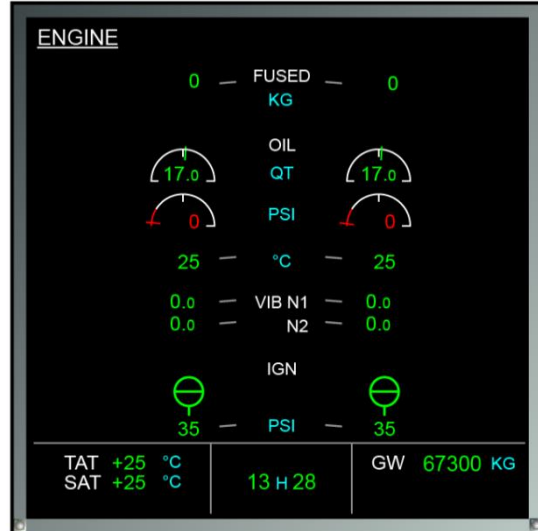 ENGINE
0 FUSED 0
KG
OIL
17.0 QT 17.0
0 PSI 0
25 °C 25
0.0 VIB N1 0.0
0.0 N2 0.0
IGN
35 PSI 35
TAT +25 °C
SAT +25 °C
13 H 28
GW 67300 KG